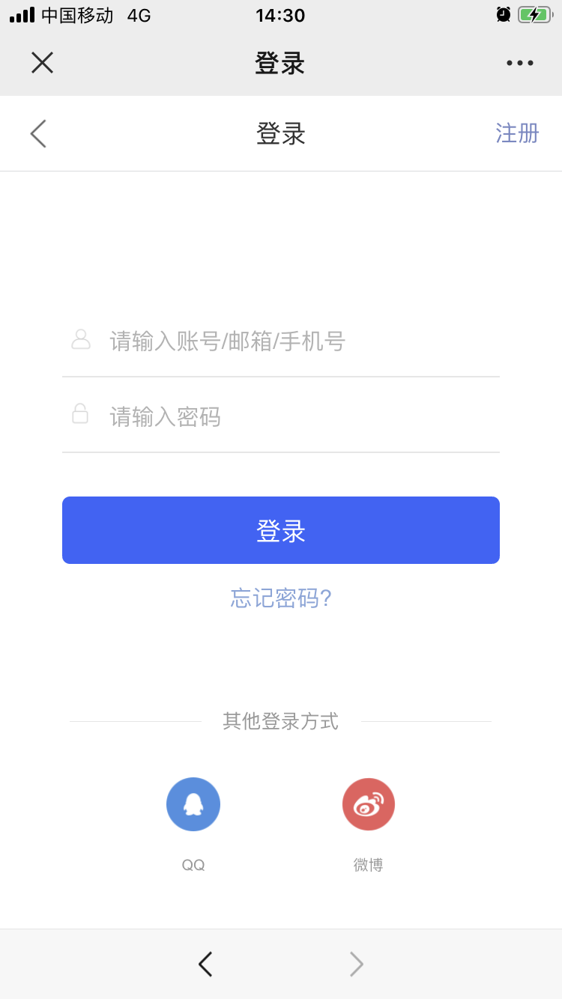 中国移动 4G 14:30
登录
登录 注册
请输入账号/邮箱/手机号
请输入密码
登录
忘记密码?
其他登录方式
QQ 微博